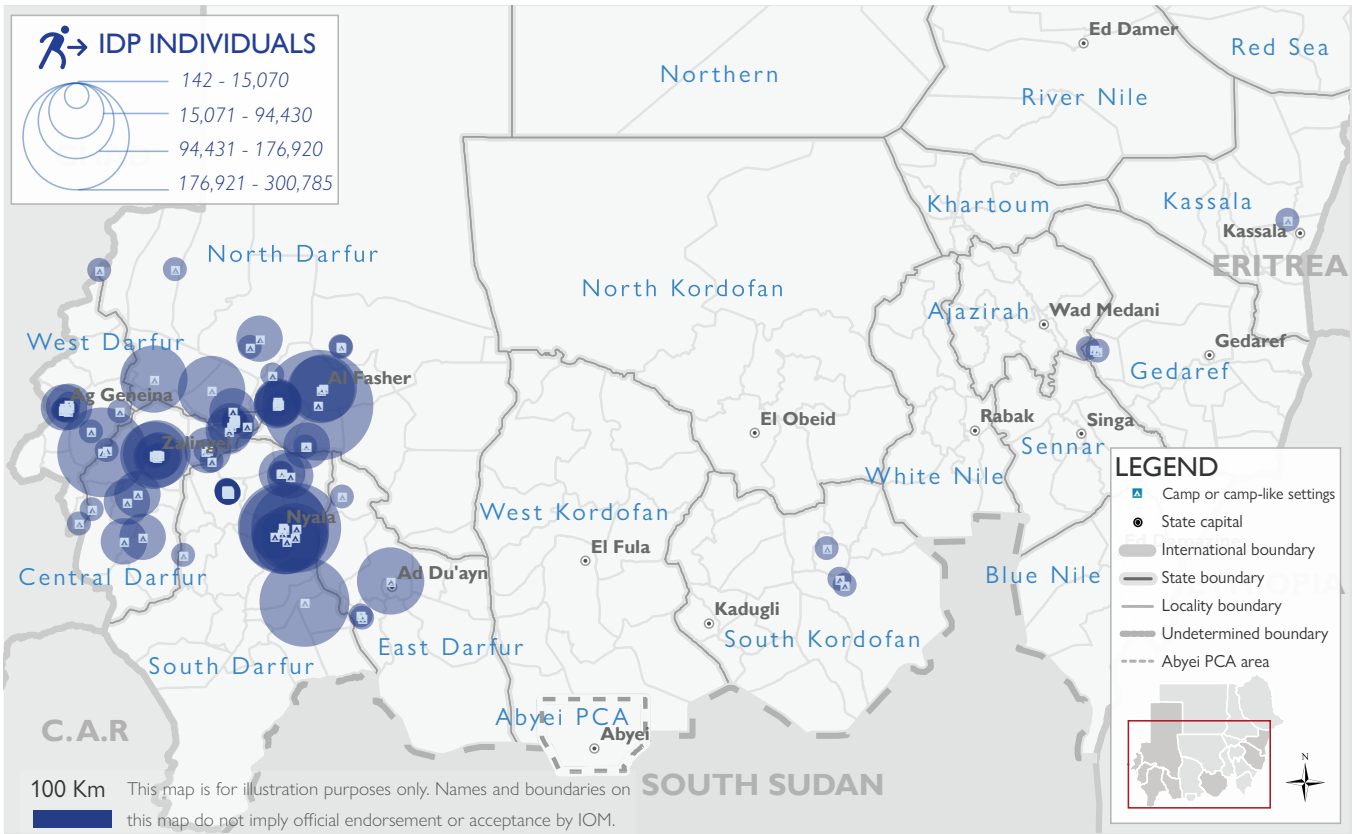 IDP INDIVIDUALS
142 - 15,070
15,071 - 94,430
94,431 - 176,920
176,921 - 300,785
Ed Damer
Red Sea
Northern
River Nile
Khartoum
Kassala
Kassala
ERITREA
North Darfur
North Kordofan
Ajazirah
Wad Medani
West Darfur
Gedaref
Gedaref
Al Fasher
Ag Geneina
El Obeid
Rabak
Singa
Zalingei
Sennar
White Nile
Nyala
West Kordofan
El Fula
Central Darfur
Ad Du'ayn
Blue Nile
Kadugli
South Kordofan
East Darfur
South Darfur
Abyei PCA
Abyei
C.A.R
SOUTH SUDAN
LEGEND
Camp or camp-like settings
State capital
International boundary
State boundary
Locality boundary
Undetermined boundary
Abyei PCA area
N
100 Km
This map is for illustration purposes only. Names and boundaries on
this map do not imply official endorsement or acceptance by IOM.